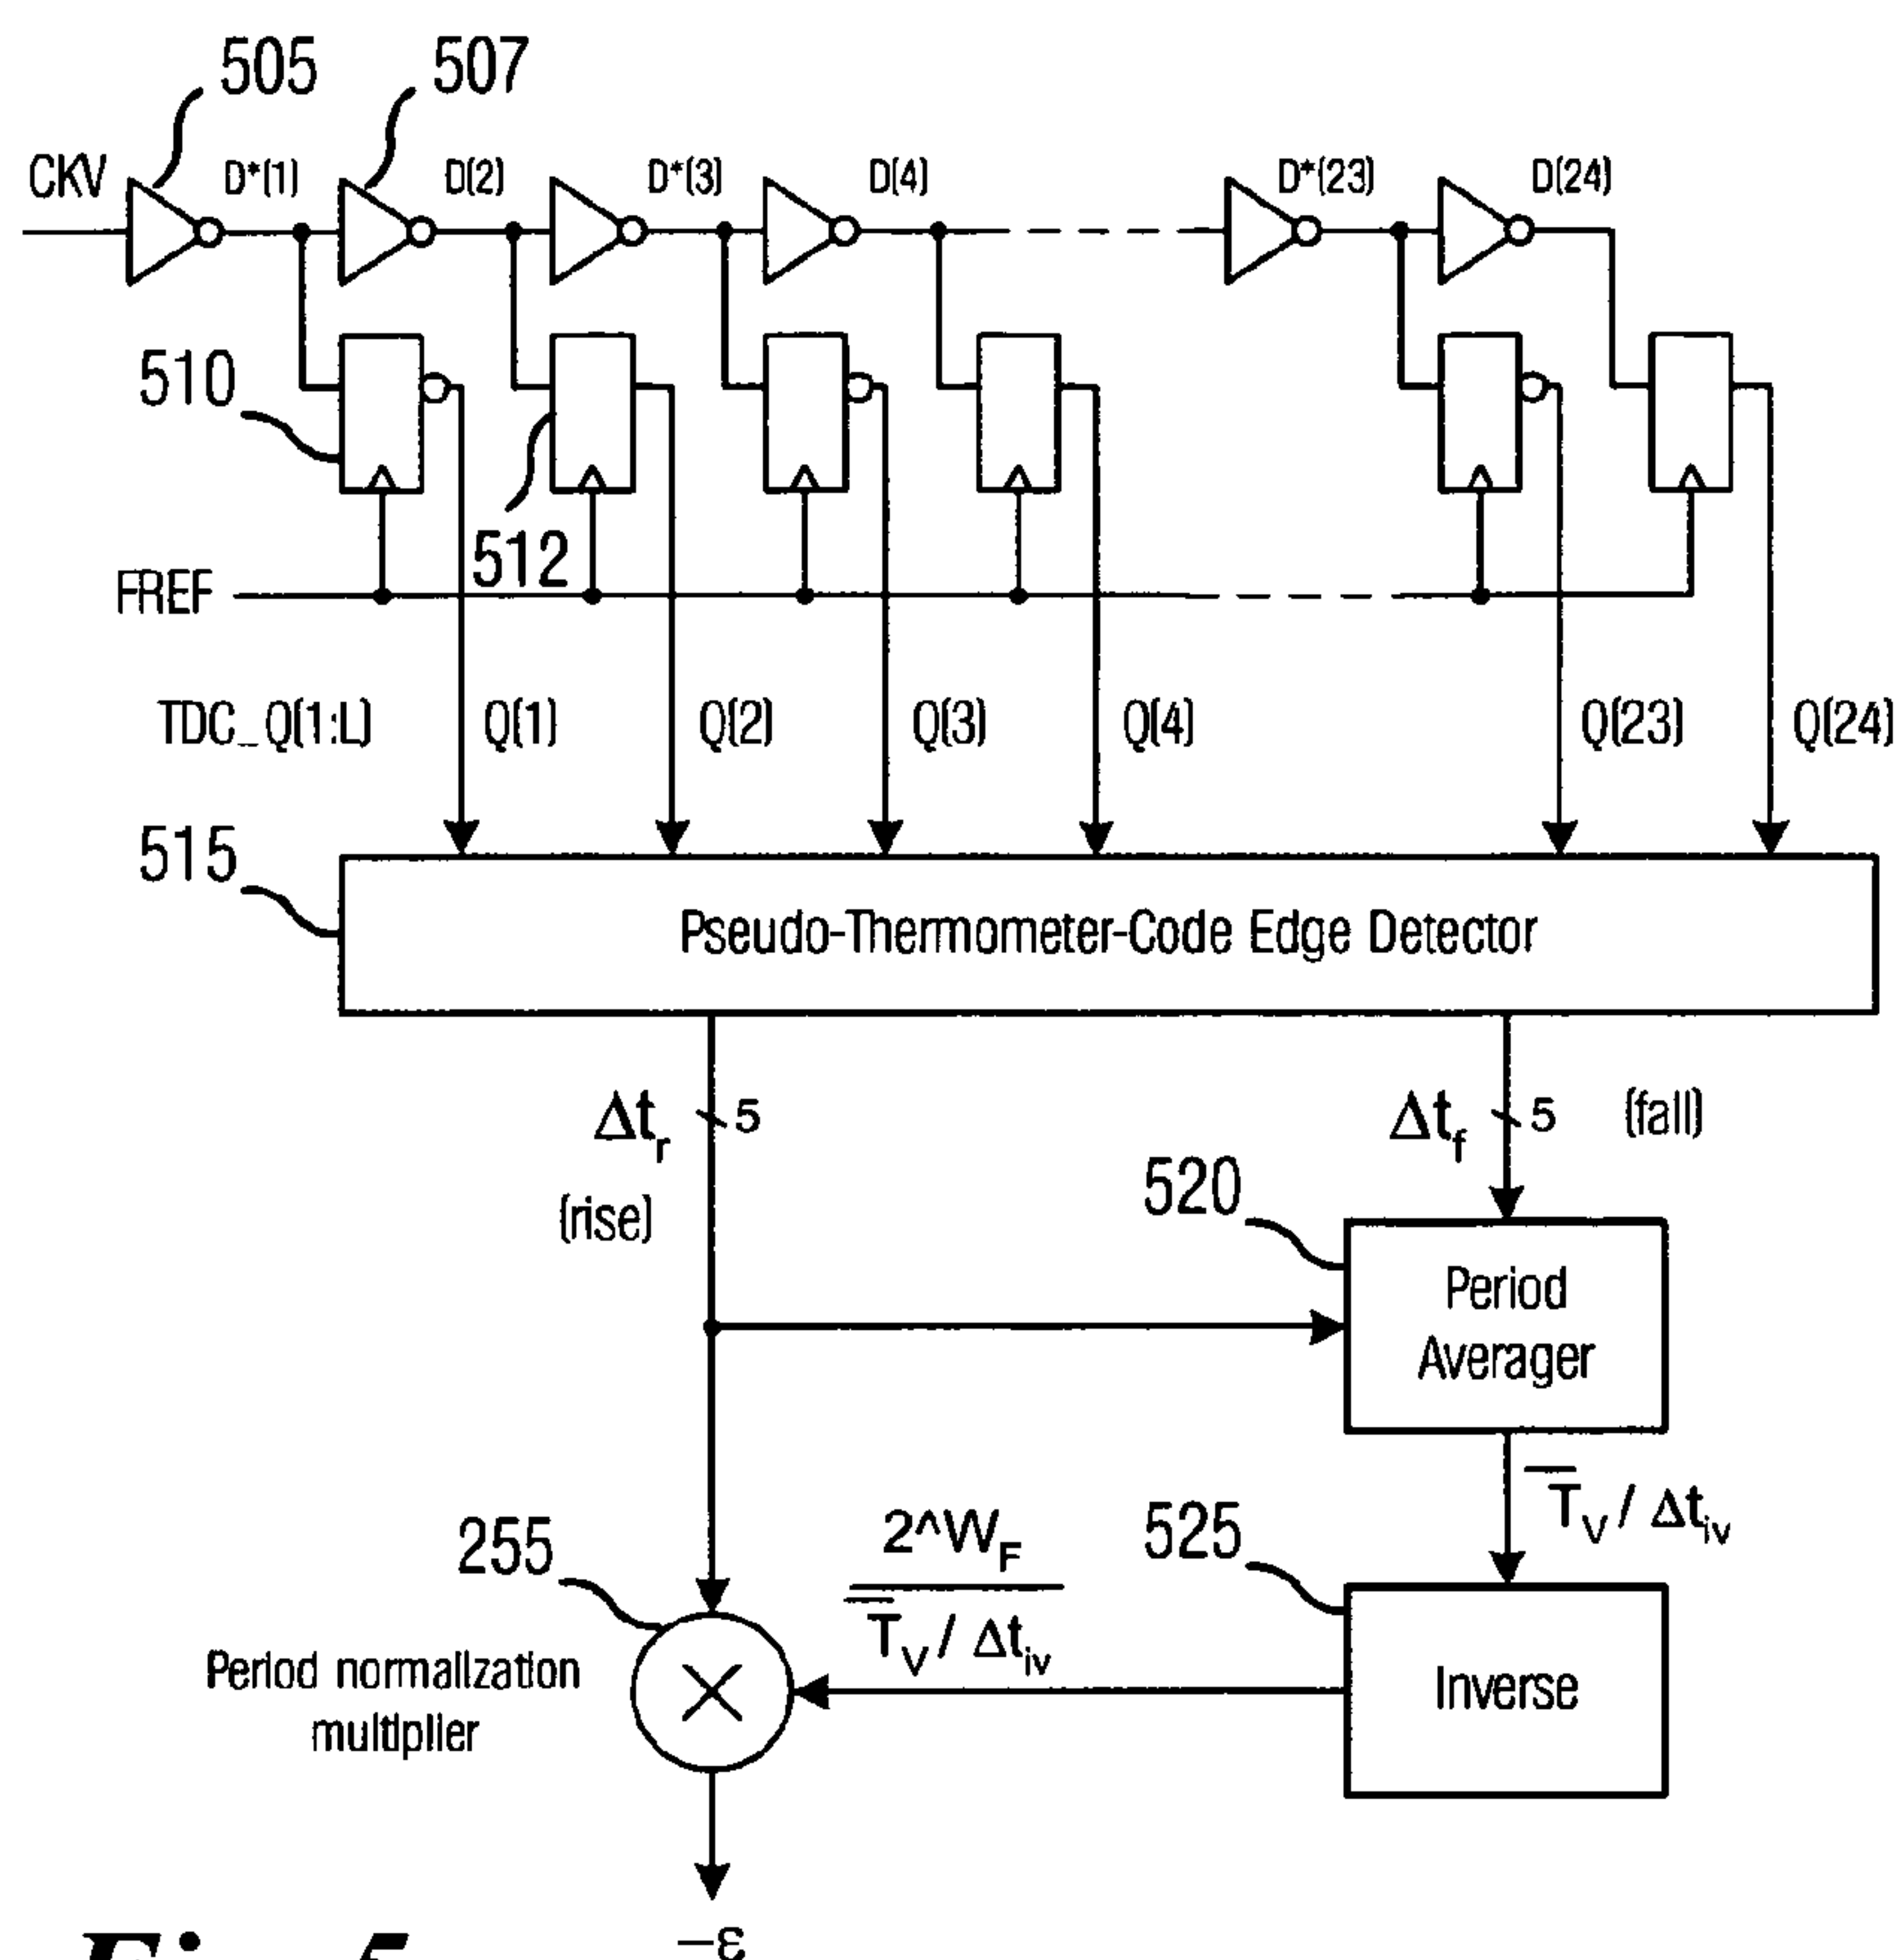 505
507
CKV
D*(1)
D(2)
D*(3)
D(4)
D*(23)
D(24)
510
512
FREF
TDC_Q(1:L)
Q(1)
Q(2)
Q(3)
Q(4)
Q(23)
Q(24)
515
Pseudo-Thermometer-Code Edge Detector
Δtr
5
(rise)
Δtf
5
(fall)
520
Period
Averager
T̅V / Δtiv
255
2^WF
T̅V / Δtiv
525
Inverse
Period normalization
multiplier
−ε
Fig. 5